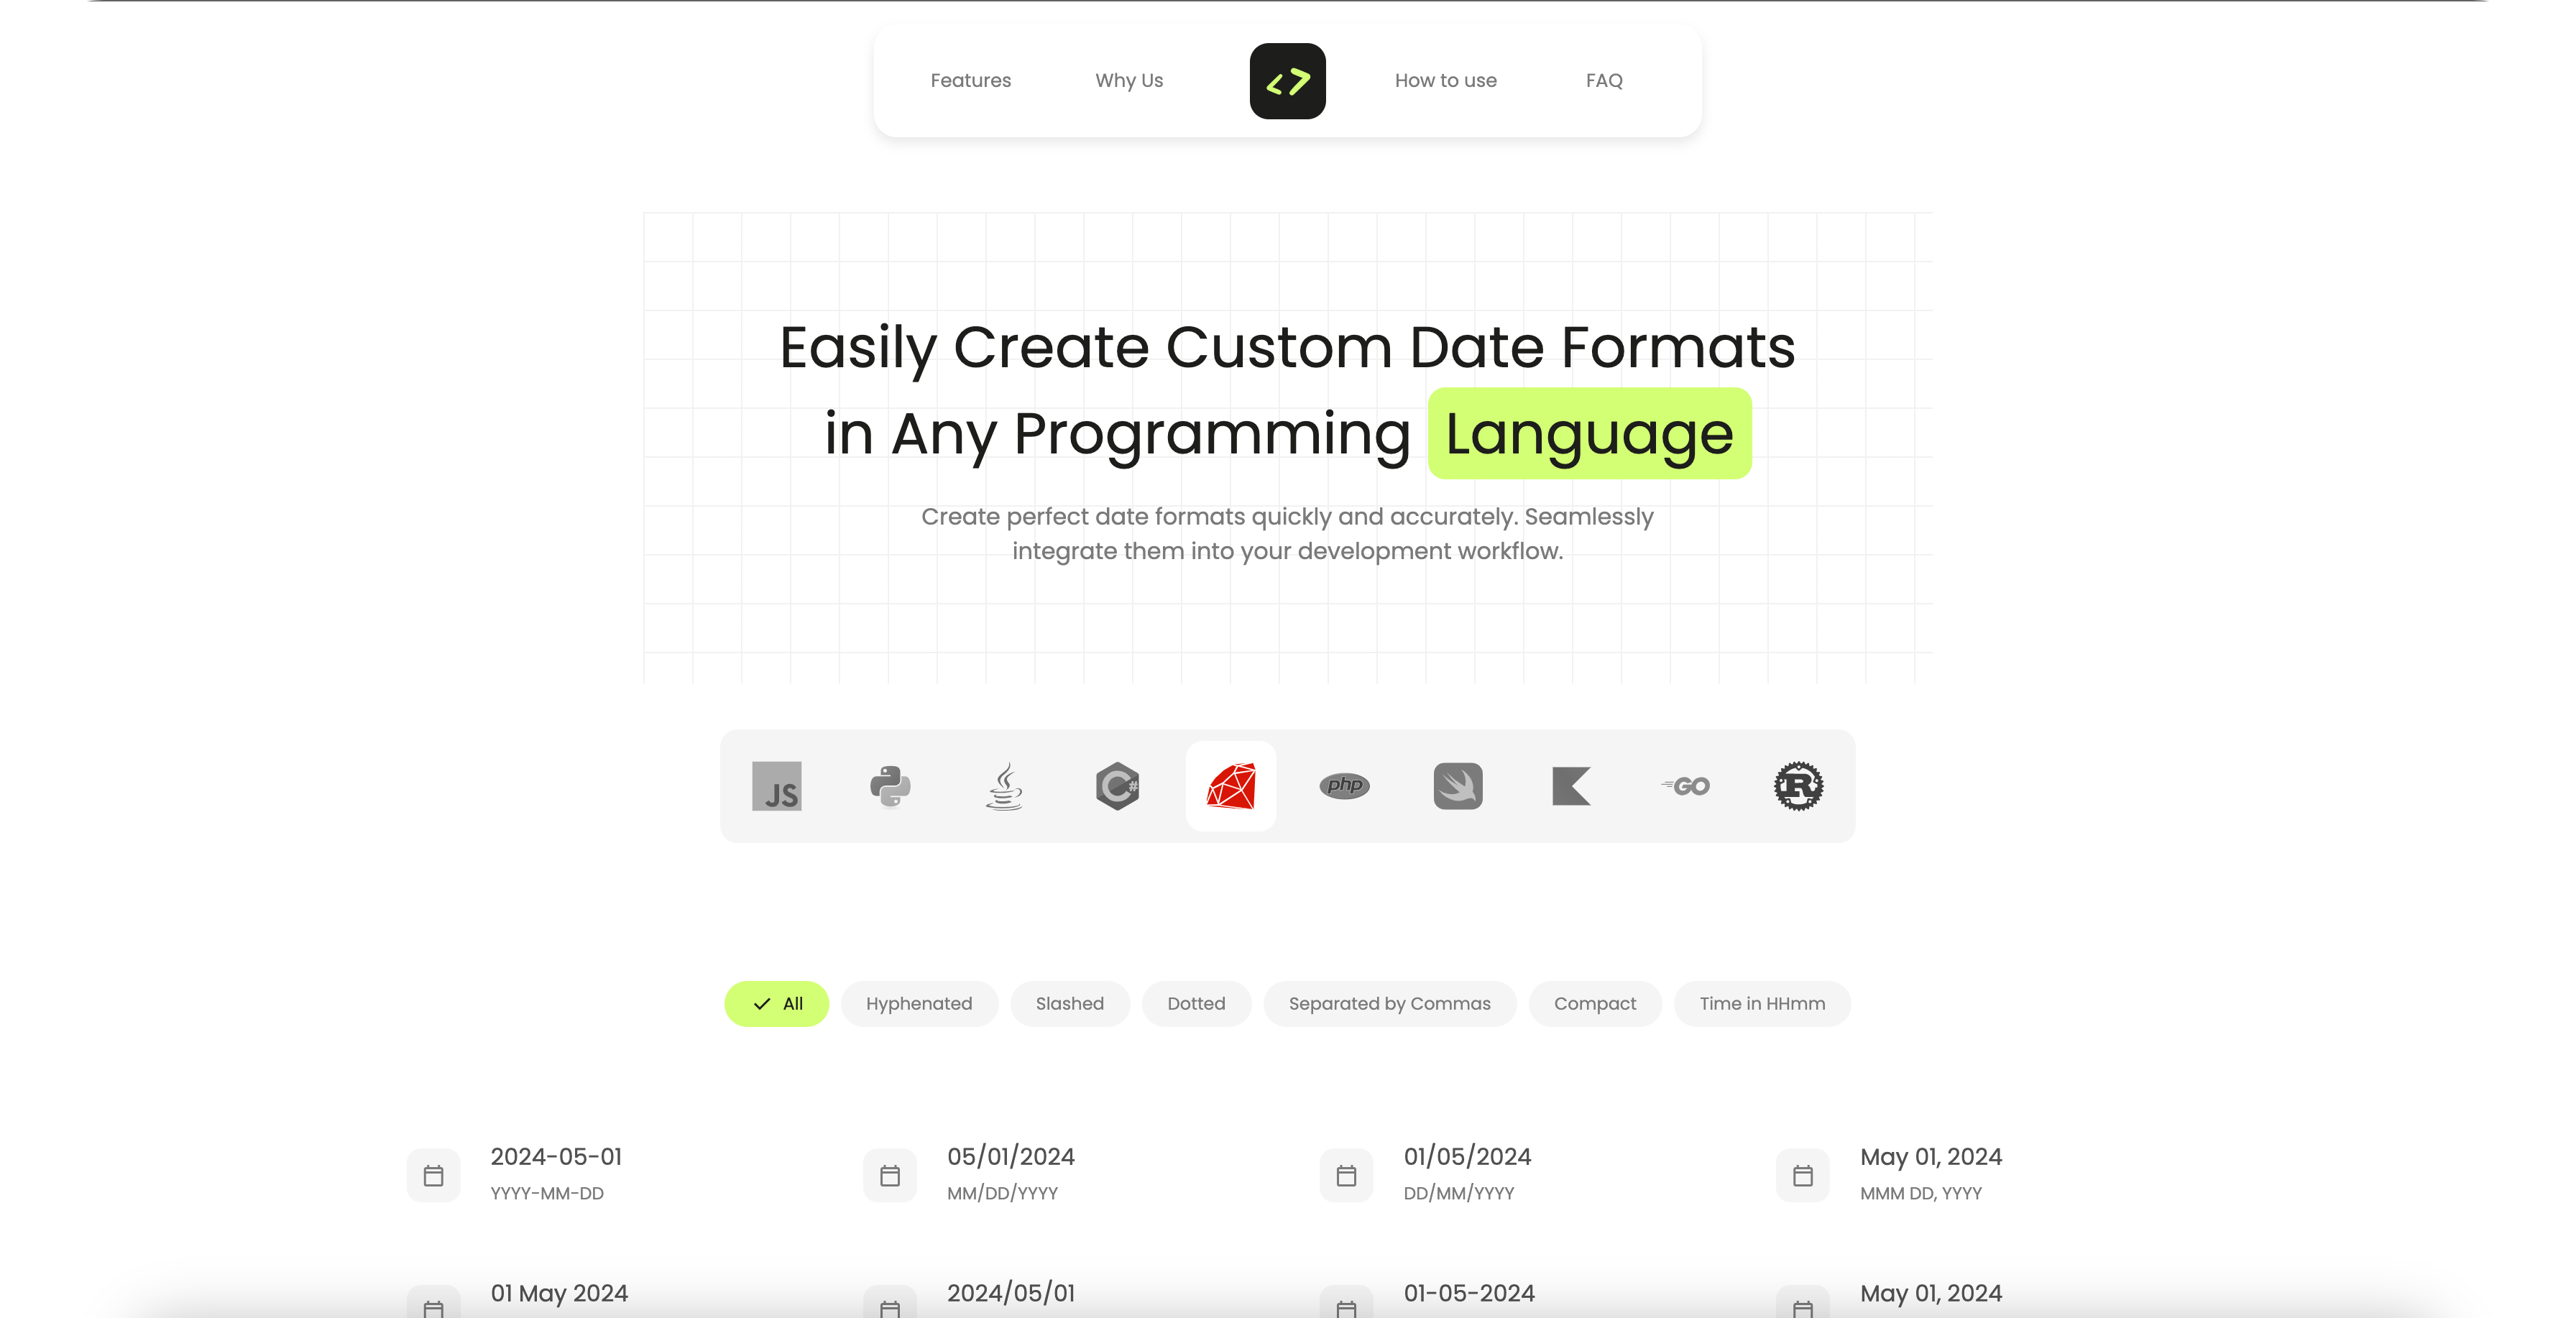 Features
Why Us
How to use
FAQ
Easily Create Custom Date Formats
in Any Programming Language
Create perfect date formats quickly and accurately. Seamlessly
integrate them into your development workflow.
JS
C#
php
GO
R
All
Hyphenated
Slashed
Dotted
Separated by Commas
Compact
Time in HHmm
2024-05-01
YYYY-MM-DD
05/01/2024
MM/DD/YYYY
01/05/2024
DD/MM/YYYY
May 01, 2024
MMM DD, YYYY
01 May 2024
2024/05/01
01-05-2024
May 01, 2024